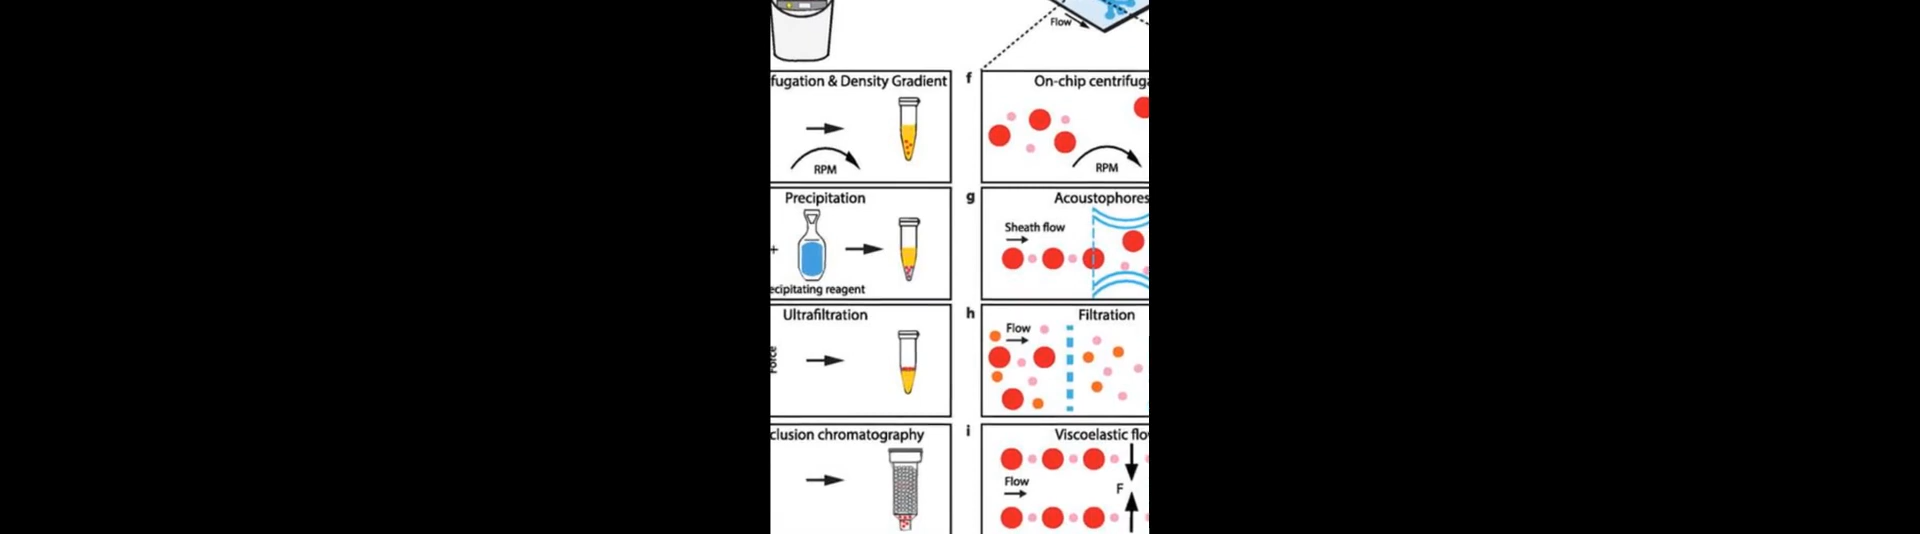 Flow
fugation & Density Gradient
RPM
f
On-chip centrifuga
RPM
Precipitation
+
ecipitating reagent
g
Acoustophores
Sheath flow
Ultrafiltration
Force
h
Filtration
Flow
clusion chromatography
i
Viscoelastic flo
Flow
F